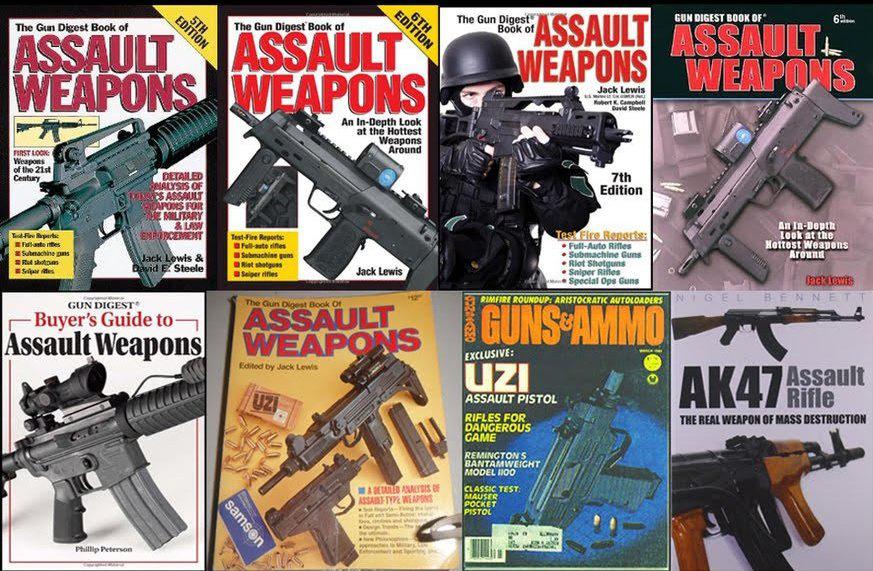 5TH
EDITION
The Gun Digest Book of
ASSAULT
WEAPONS
FIRST LOOK:
Weapons
of the 21st
Century
DETAILED
ANALYSIS OF
TODAY'S ASSAULT
WEAPONS FOR
THE MILITARY
& LAW
ENFORCEMENT
Test-Fire Reports:
Full-auto rifles
Submachine guns
Riot shotguns
Sniper rifles
Jack Lewis &
David E. Steele
6TH
EDITION
The Gun Digest Book of
ASSAULT
WEAPONS
An In-Depth Look
at the Hottest
Weapons
Around
Test-Fire Reports:
Full-auto rifles
Submachine guns
Riot shotguns
Sniper rifles
Jack Lewis
The Gun Digest®
Book of
ASSAULT
WEAPONS
Jack Lewis
Robert K. Campbell
David Steele
7th
Edition
Test Fire Reports:
• Full-Auto Rifles
• Submachine Guns
• Riot Shotguns
• Sniper Rifles
• Special Ops Guns
GUN DIGEST BOOK OF®
6th
edition
ASSAULT
WEAPONS
An In-Depth
Look at the
Hottest Weapons
Around
Jack Lewis
GUN DIGEST®
Buyer's Guide to
Assault Weapons
Phillip Peterson
The Gun Digest Book Of
ASSAULT
WEAPONS
Edited by Jack Lewis
UZI
samson
A DETAILED ANALYSIS OF
ASSAULT-TYPE WEAPONS
RIMFIRE ROUNDUP: ARISTOCRATIC AUTOLOADERS
GUNS&AMMO
EXCLUSIVE:
UZI
ASSAULT PISTOL
RIFLES FOR
DANGEROUS
GAME
REMINGTON'S
BANTAMWEIGHT
MODEL 1100
CLASSIC TEST:
MAUSER
POCKET
PISTOL
NIGEL BENNETT
AK47 Assault
Rifle
THE REAL WEAPON OF MASS DESTRUCTION